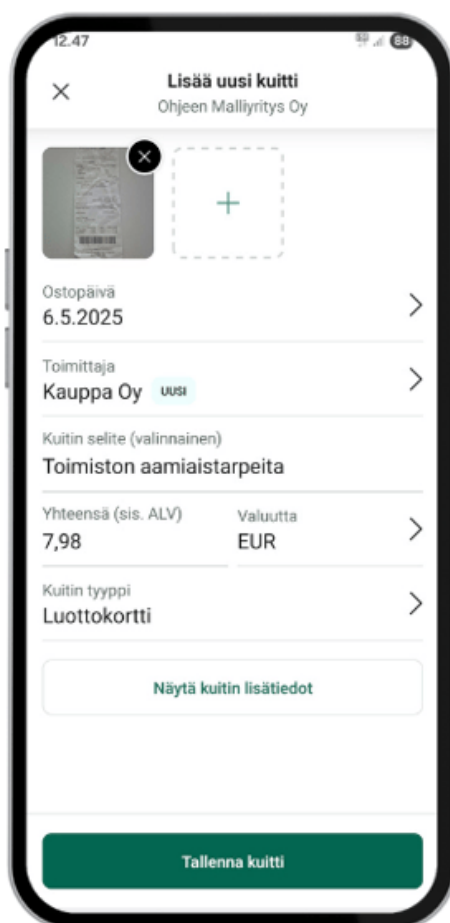 12.47
88
Lisää uusi kuitti
Ohjeen Malliyritys Oy
Ostopäivä
6.5.2025
Toimittaja
Kauppa Oy UUSI
Kuitin selite (valinnainen)
Toimiston aamiaistarpeita
Yhteensä (sis. ALV) Valuutta
7,98 EUR
Kuitin tyyppi
Luottokortti
Näytä kuitin lisätiedot
Tallenna kuitti